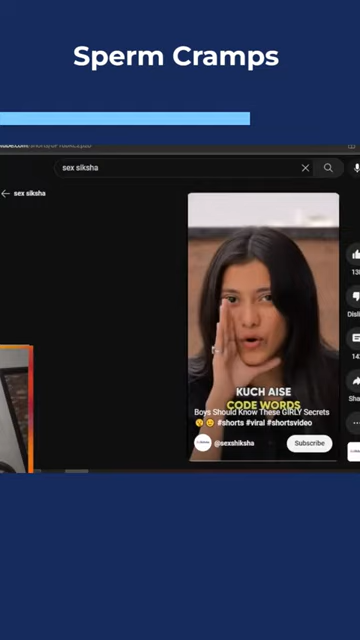 Sperm Cramps
sex siksha
sex siksha
KUCH AISE
CODE WORDS
Boys Should Know These GIRLY Secrets
#shorts #viral #shortsvideo
@sexshiksha
Subscribe